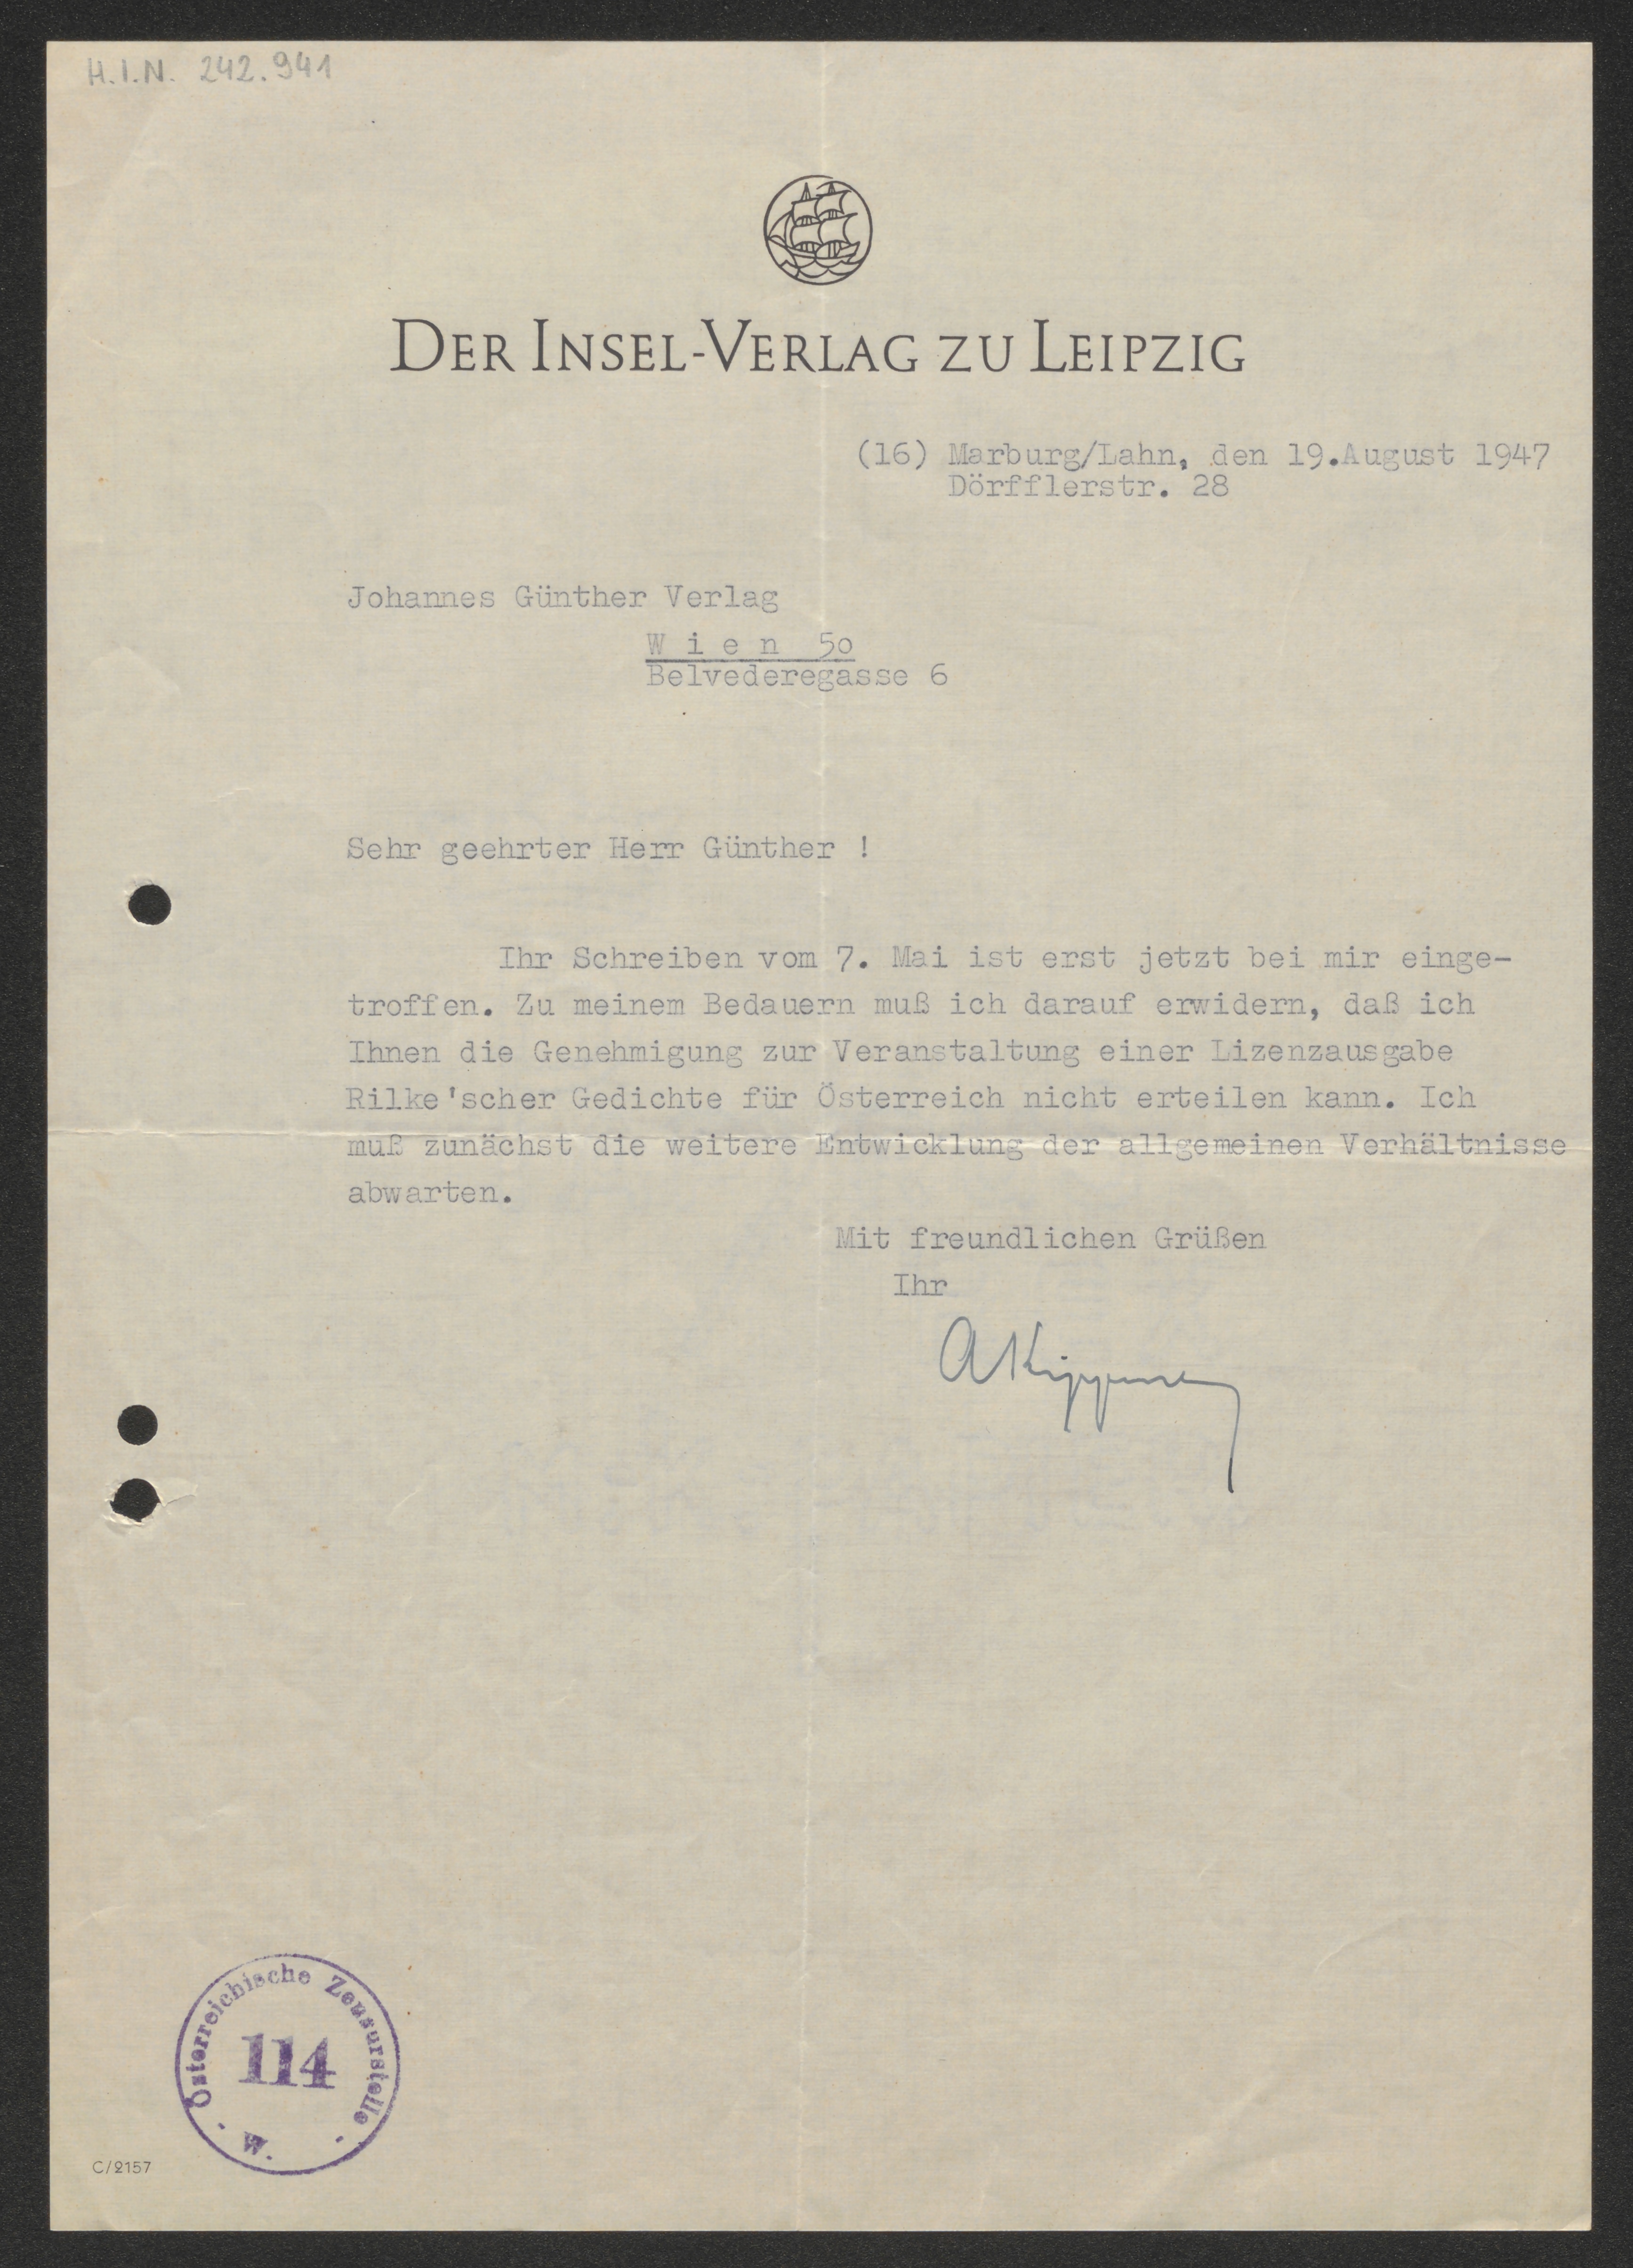 H.I.N. 242.941
DER INSEL-VERLAG ZU LEIPZIG
(16) Marburg/Lahn, den 19.August 1947
Dörfflerstr. 28
Johannes Günther Verlag
W i e n 5o
Belvederegasse 6
Sehr geehrter Herr Günther !
Ihr Schreiben vom 7. Mai ist erst jetzt bei mir einge-
troffen. Zu meinem Bedauern muß ich darauf erwidern, daß ich
Ihnen die Genehmigung zur Veranstaltung einer Lizenzausgabe
Rilke'scher Gedichte für Österreich nicht erteilen kann. Ich
muß zunächst die weitere Entwicklung der allgemeinen Verhältnisse
abwarten.
Mit freundlichen Grüßen
Ihr
AKippenberg
Österreichische Zensurstelle
114
W.
C/2157